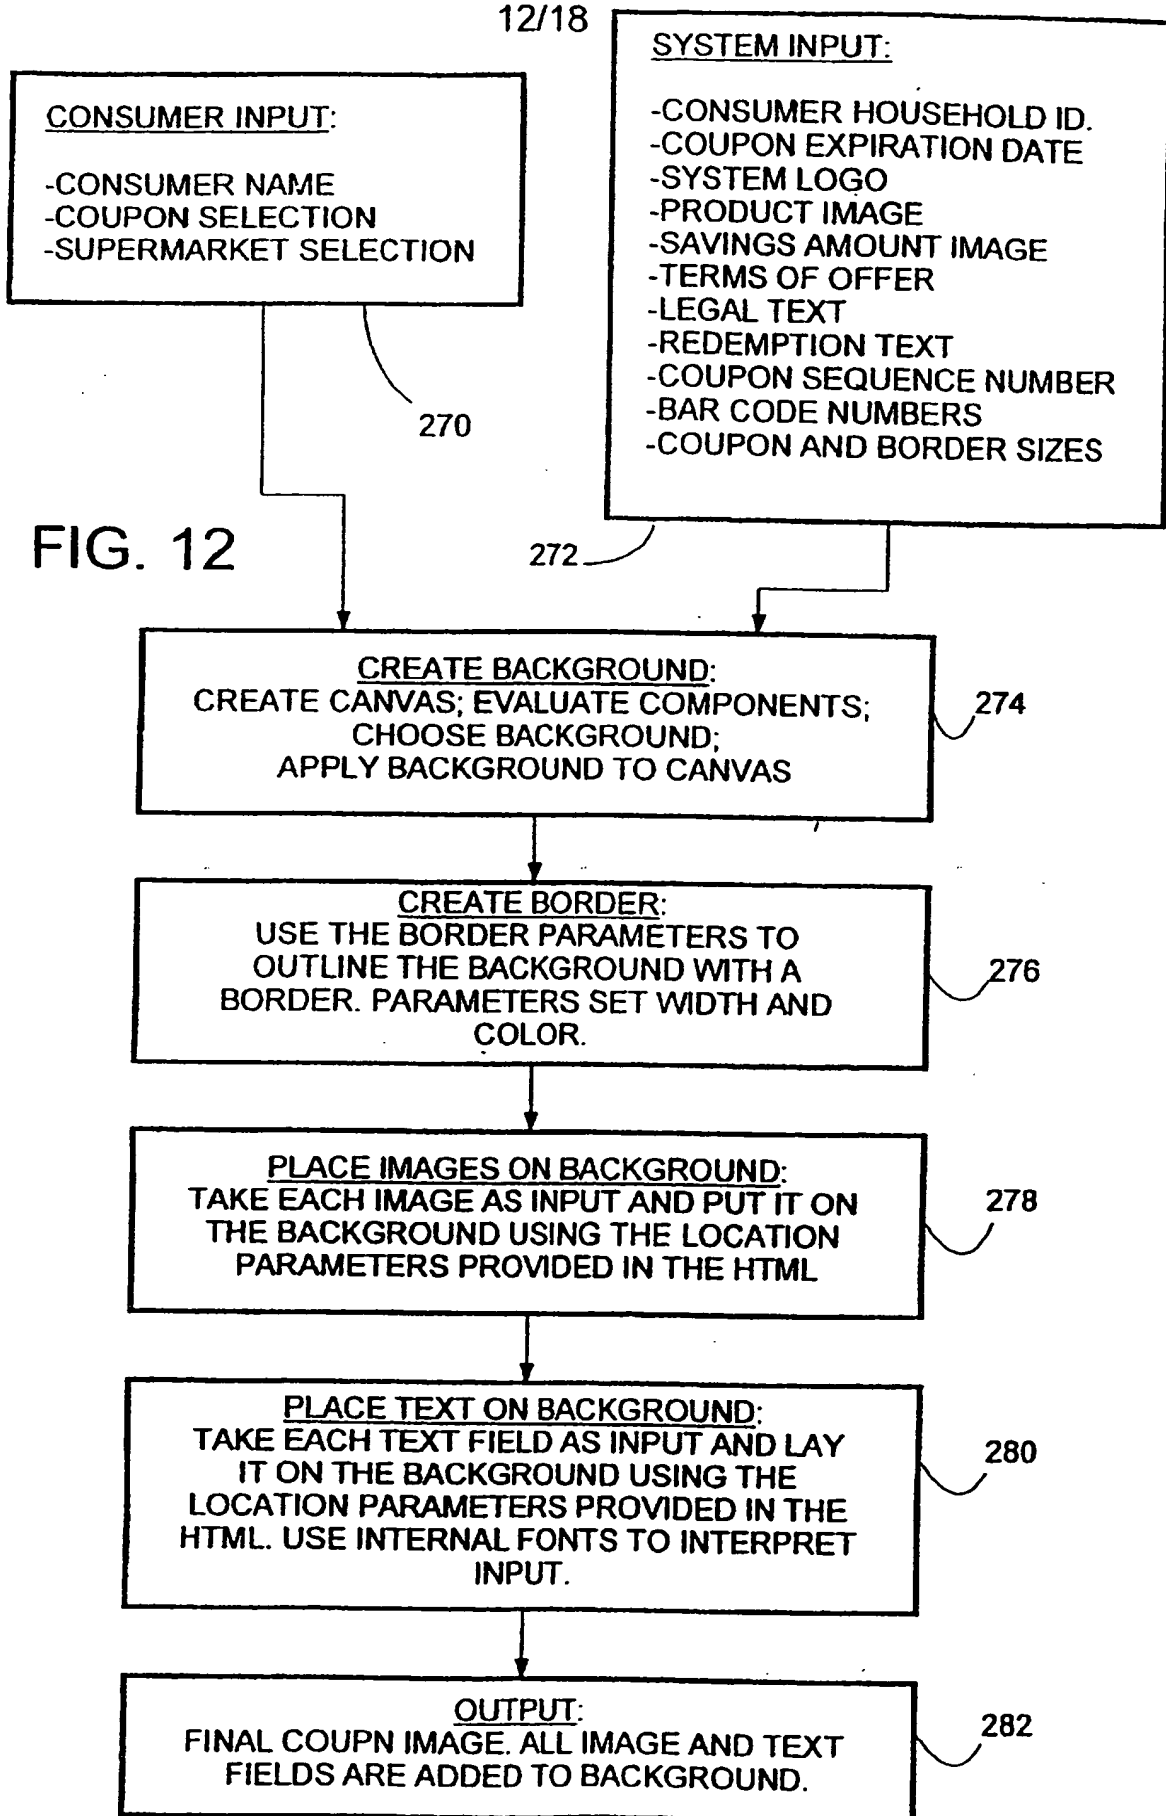 12/18
CONSUMER INPUT:
-CONSUMER NAME
-COUPON SELECTION
-SUPERMARKET SELECTION
270
SYSTEM INPUT:
-CONSUMER HOUSEHOLD ID.
-COUPON EXPIRATION DATE
-SYSTEM LOGO
-PRODUCT IMAGE
-SAVINGS AMOUNT IMAGE
-TERMS OF OFFER
-LEGAL TEXT
-REDEMPTION TEXT
-COUPON SEQUENCE NUMBER
-BAR CODE NUMBERS
-COUPON AND BORDER SIZES
272
FIG. 12
CREATE BACKGROUND:
CREATE CANVAS; EVALUATE COMPONENTS;
CHOOSE BACKGROUND;
APPLY BACKGROUND TO CANVAS
274
CREATE BORDER:
USE THE BORDER PARAMETERS TO
OUTLINE THE BACKGROUND WITH A
BORDER. PARAMETERS SET WIDTH AND
COLOR.
276
PLACE IMAGES ON BACKGROUND:
TAKE EACH IMAGE AS INPUT AND PUT IT ON
THE BACKGROUND USING THE LOCATION
PARAMETERS PROVIDED IN THE HTML
278
PLACE TEXT ON BACKGROUND:
TAKE EACH TEXT FIELD AS INPUT AND LAY
IT ON THE BACKGROUND USING THE
LOCATION PARAMETERS PROVIDED IN THE
HTML. USE INTERNAL FONTS TO INTERPRET
INPUT.
280
OUTPUT:
FINAL COUPN IMAGE. ALL IMAGE AND TEXT
FIELDS ARE ADDED TO BACKGROUND.
282